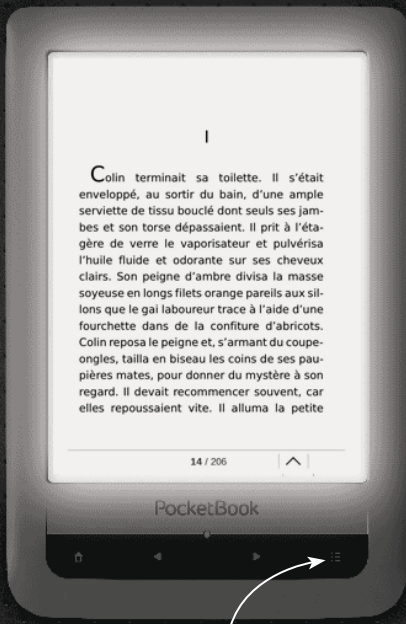 I
Colin terminait sa toilette. Il s’était
enveloppé, au sortir du bain, d’une ample
serviette de tissu bouclé dont seuls ses jam-
bes et son torse dépassaient. Il prit à l’éta-
gère de verre le vaporisateur et pulvérisa
l’huile fluide et odorante sur ses cheveux
clairs. Son peigne d’ambre divisa la masse
soyeuse en longs filets orange pareils aux sil-
lons que le gai laboureur trace à l’aide d’une
fourchette dans de la confiture d’abricots.
Colin reposa le peigne et, s’armant du coupe-
ongles, tailla en biseau les coins de ses pau-
pières mates, pour donner du mystère à son
regard. Il devait recommencer souvent, car
elles repoussaient vite. Il alluma la petite
14 / 206
PocketBook